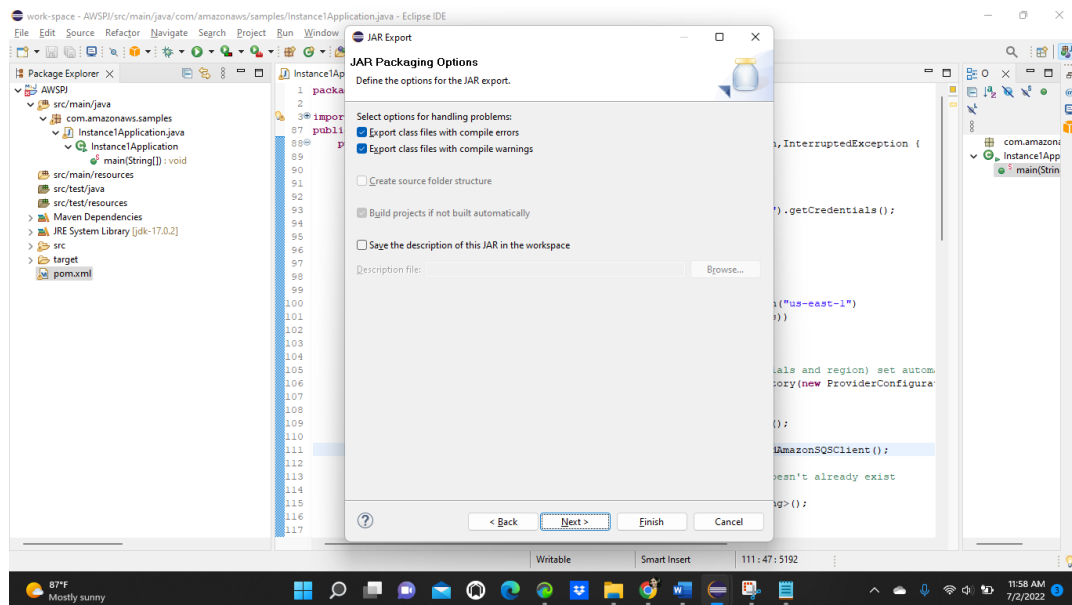 work-space - AWSPJ/src/main/java/com/amazonaws/samples/Instance1Application.java - Eclipse IDE
File Edit Source Refactor Navigate Search Project Run Window
Package Explorer
AWSPJ
src/main/java
com.amazonaws.samples
Instance1Application.java
Instance1Application
main(String[]) : void
src/main/resources
src/test/java
src/test/resources
Maven Dependencies
JRE System Library [jdk-17.0.2]
src
target
pom.xml
Instance1Ap
1 packa
2
3 impor
87 publi
88 p
89
90
91
92
93
94
95
96
97
98
99
100
101
102
103
104
105
106
107
108
109
110
111
112
113
114
115
116
117
JAR Export
JAR Packaging Options
Define the options for the JAR export.
Select options for handling problems:
Export class files with compile errors
Export class files with compile warnings
Create source folder structure
Build projects if not built automatically
Save the description of this JAR in the workspace
Description file:
Browse...
?
< Back
Next >
Finish
Cancel
,InterruptedException {
").getCredentials();
("us-east-1")
))
ials and region) set autom
tory(new ProviderConfigura
();
AmazonSQSClient();
esn't already exist
ng>();
O
com.amazona
Instance1App
main(Strin
Writable
Smart Insert
111 : 47 : 5192
87°F
Mostly sunny
11:58 AM
7/2/2022
3